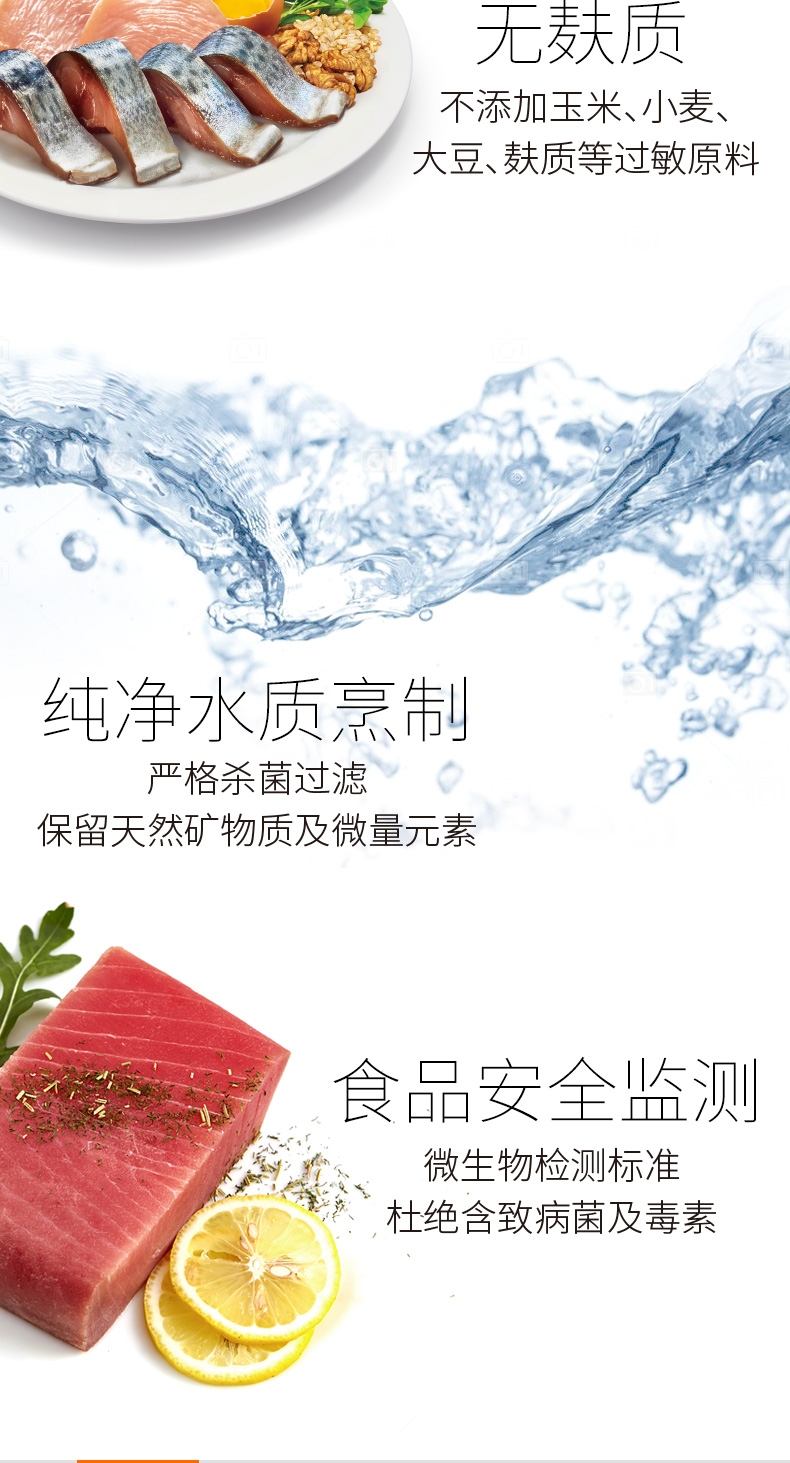 无麸质
不添加玉米、小麦、
大豆、麸质等过敏原料
纯净水质烹制
严格杀菌过滤
保留天然矿物质及微量元素
食品安全监测
微生物检测标准
杜绝含致病菌及毒素